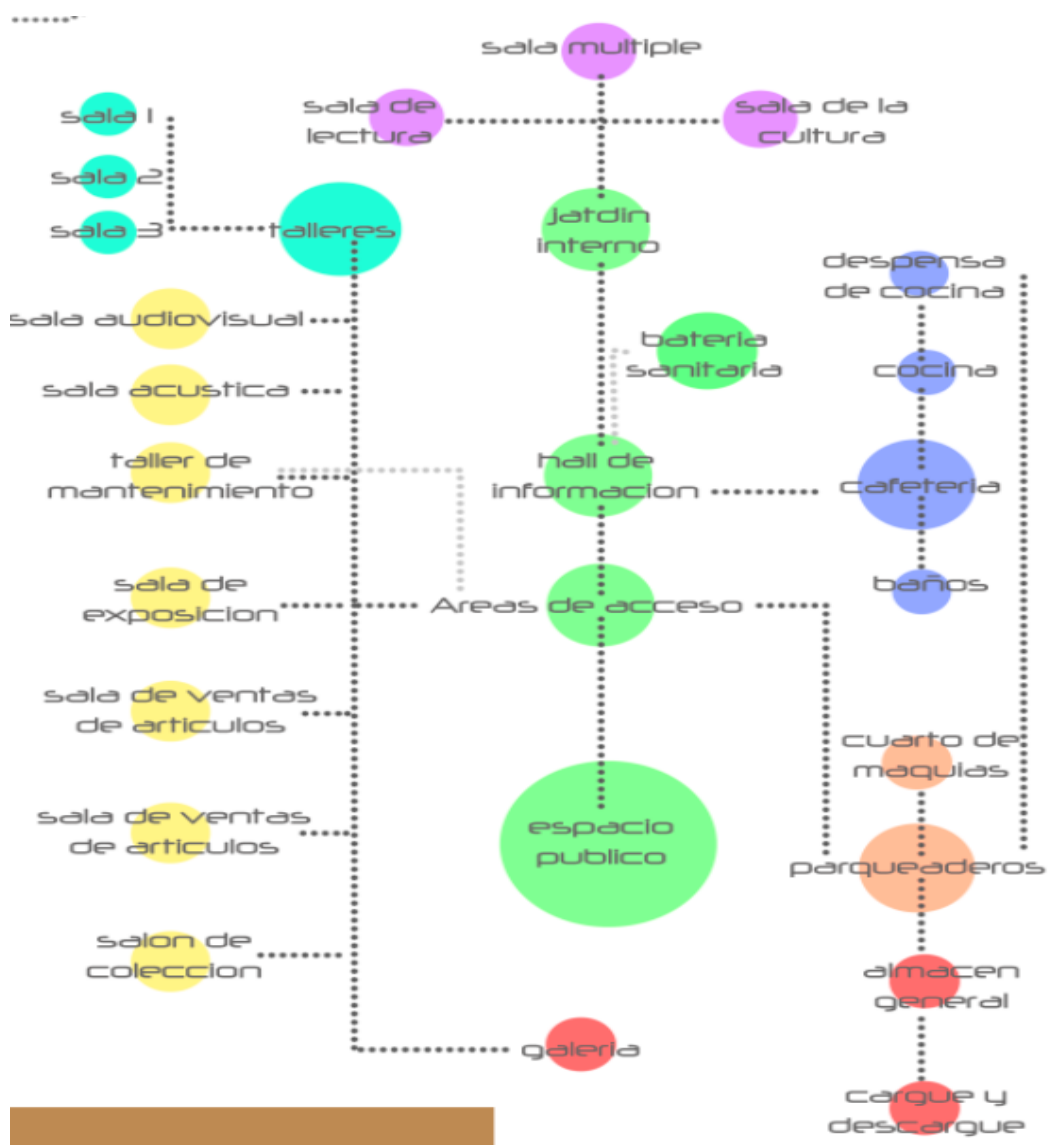 sala multiple
sala de
lectura
sala de la
cultura
sala 1
sala 2
sala 3
talleres
jatdin
interno
despensa
de cocina
sala audiovisual
bateria
sanitaria
sala acustica
cocina
taller de
mantenimiento
hall de
informacion
cafeteria
sala de
exposicion
Areas de acceso
baños
sala de ventas
de articulos
cuarto de
maquias
sala de ventas
de articulos
espacio
publico
parqueaderos
salon de
coleccion
almacen
general
galeria
cargue y
descargue